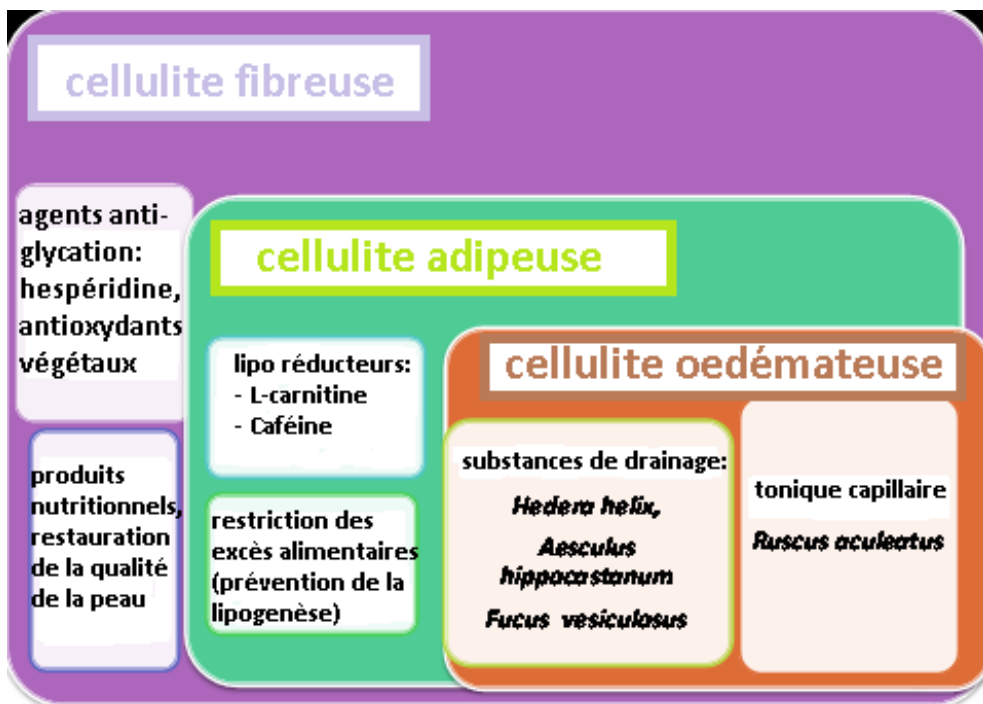 cellulite fibreuse
agents anti-
glycation:
hespéridine,
antioxydants
végétaux
produits
nutritionnels,
restauration
de la qualité
de la peau
cellulite adipeuse
lipo réducteurs:
- L-carnitine
- Caféine
restriction des
excès alimentaires
(prévention de la
lipogenèse)
cellulite oedémateuse
substances de drainage:
Hedera helix,
Aesculus
hippocastanum
Fucus vesiculosus
tonique capillaire
Ruscus aculeatus